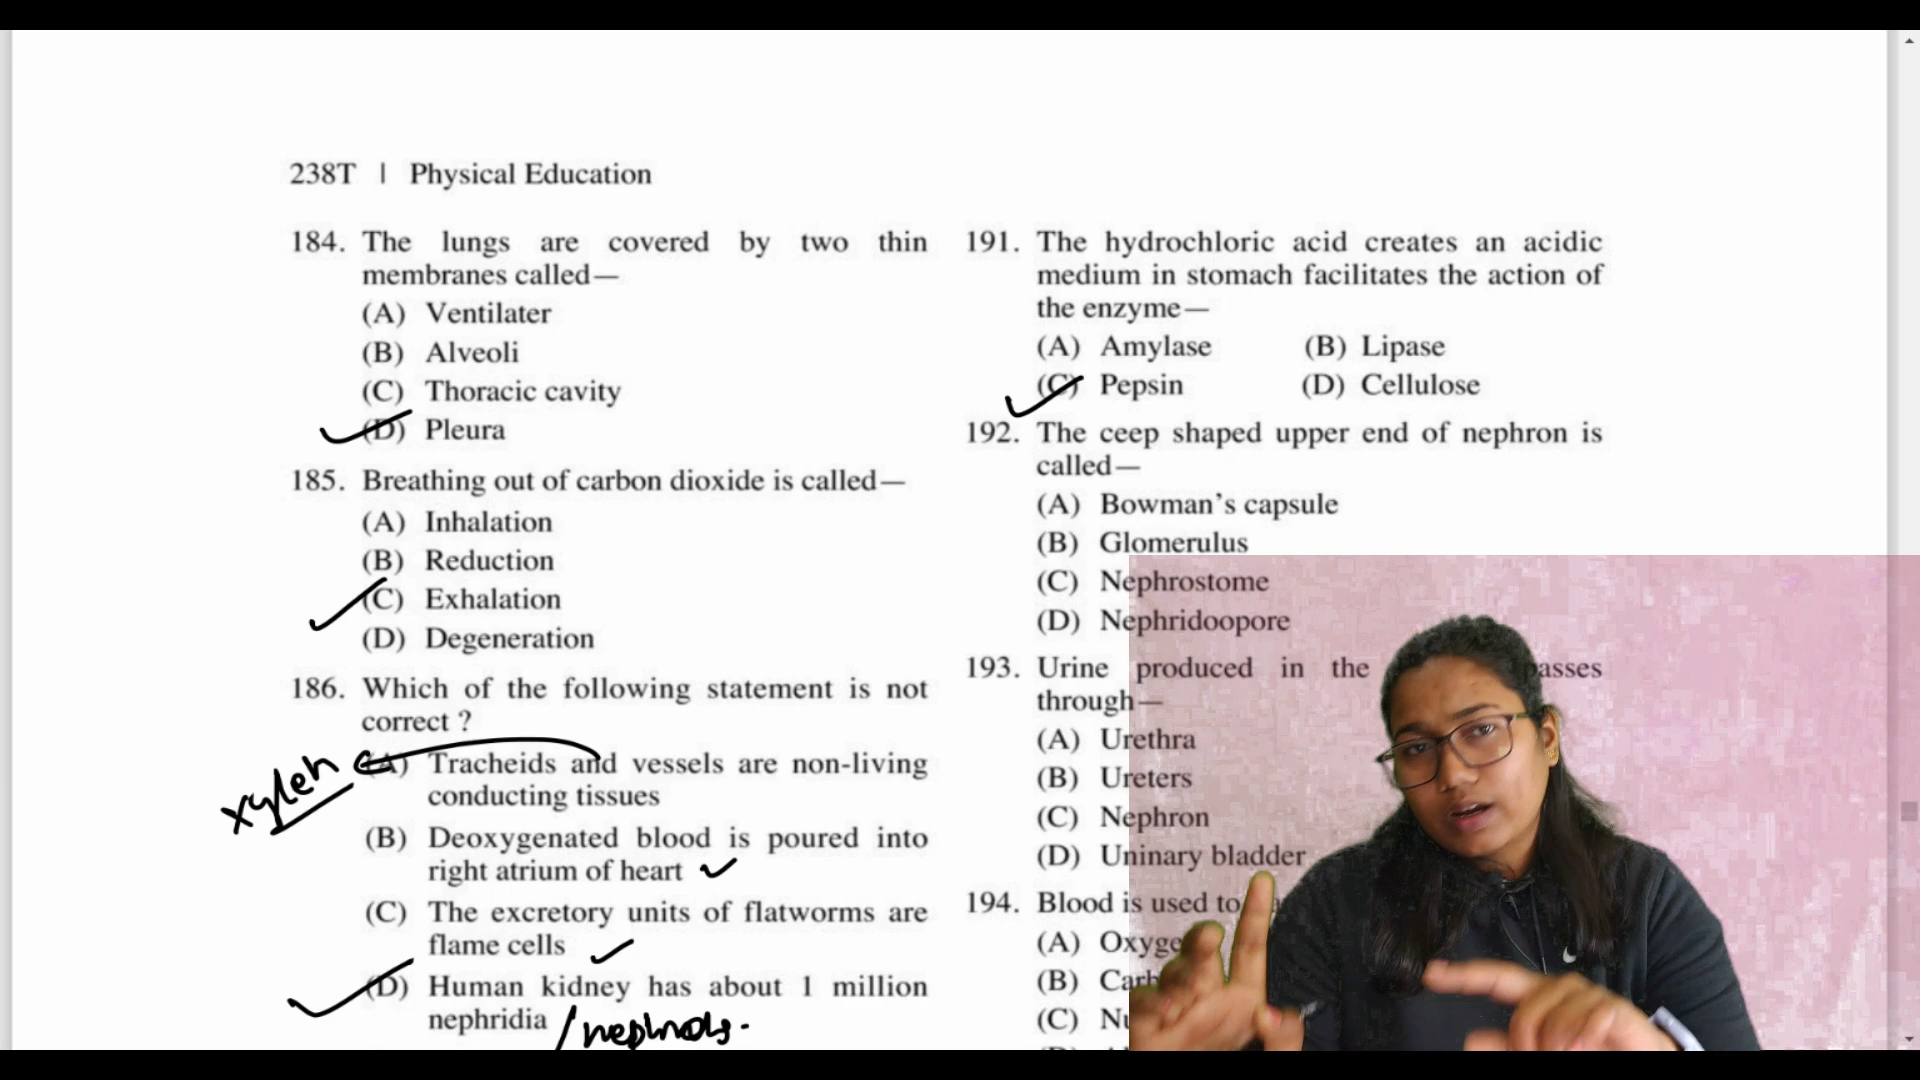 238T | Physical Education
184. The lungs are covered by two thin
membranes called—
(A) Ventilater
(B) Alveoli
(C) Thoracic cavity
(D) Pleura
185. Breathing out of carbon dioxide is called—
(A) Inhalation
(B) Reduction
(C) Exhalation
(D) Degeneration
186. Which of the following statement is not
correct ?
xylem
(A) Tracheids and vessels are non-living
conducting tissues
(B) Deoxygenated blood is poured into
right atrium of heart
(C) The excretory units of flatworms are
flame cells
(D) Human kidney has about 1 million
nephridia /nephrons.
191. The hydrochloric acid creates an acidic
medium in stomach facilitates the action of
the enzyme—
(A) Amylase (B) Lipase
(C) Pepsin (D) Cellulose
192. The ceep shaped upper end of nephron is
called—
(A) Bowman's capsule
(B) Glomerulus
(C) Nephrostome
(D) Nephridoopore
193. Urine produced in the passes
through—
(A) Urethra
(B) Ureters
(C) Nephron
(D) Uninary bladder
194. Blood is used to
(A)
(B)
(C)